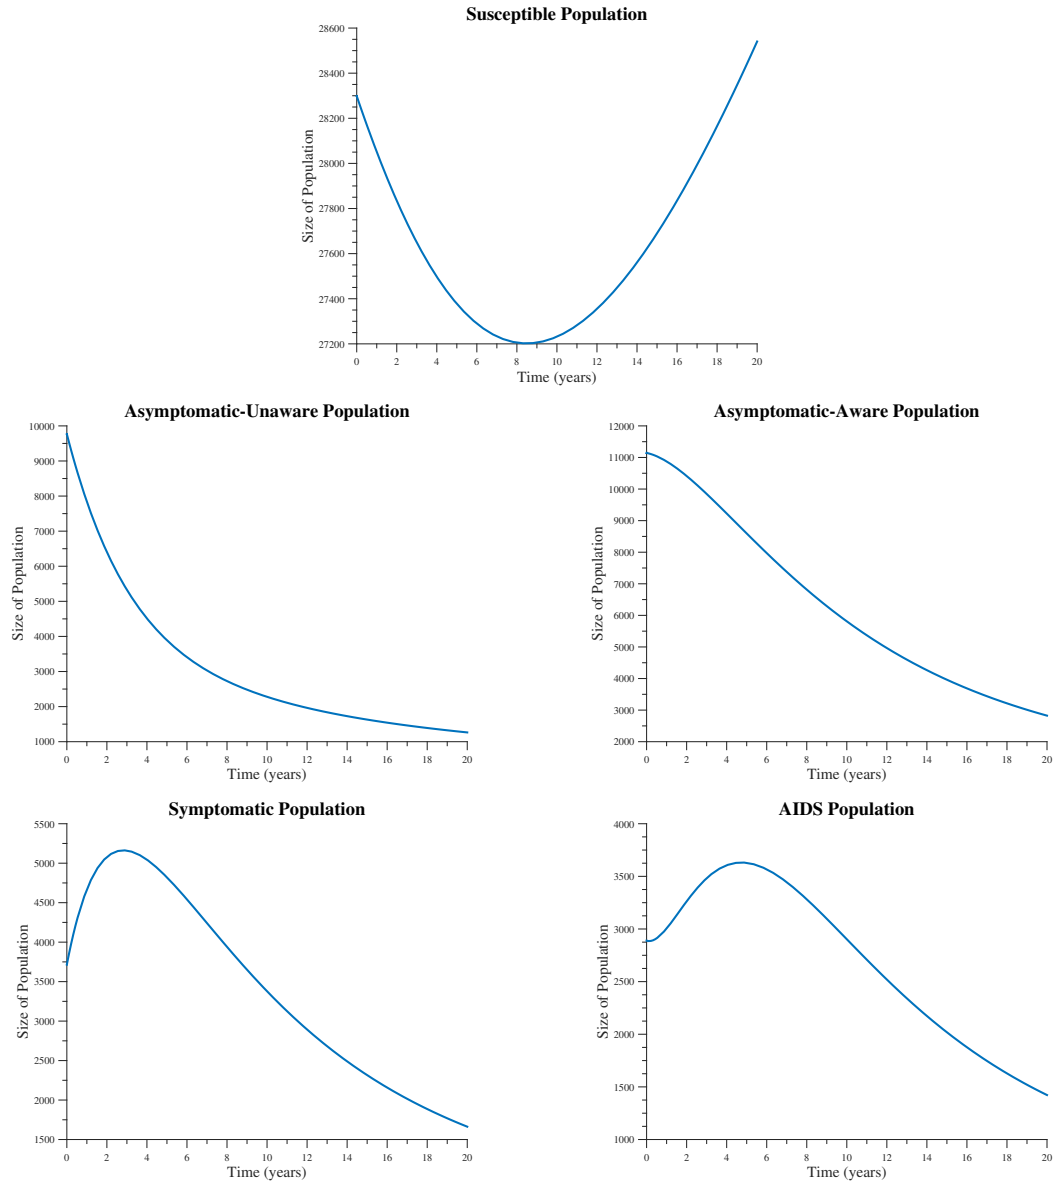 Susceptible Population
28600
28400
28200
28000
27800
27600
27400
27200
Size of Population
0 2 4 6 8 10 12 14 16 18 20
Time (years)
Asymptomatic-Unaware Population
10000
9000
8000
7000
6000
5000
4000
3000
2000
1000
Size of Population
0 2 4 6 8 10 12 14 16 18 20
Time (years)
Asymptomatic-Aware Population
12000
11000
10000
9000
8000
7000
6000
5000
4000
3000
2000
Size of Population
0 2 4 6 8 10 12 14 16 18 20
Time (years)
Symptomatic Population
5500
5000
4500
4000
3500
3000
2500
2000
1500
Size of Population
0 2 4 6 8 10 12 14 16 18 20
Time (years)
AIDS Population
4000
3500
3000
2500
2000
1500
1000
Size of Population
0 2 4 6 8 10 12 14 16 18 20
Time (years)